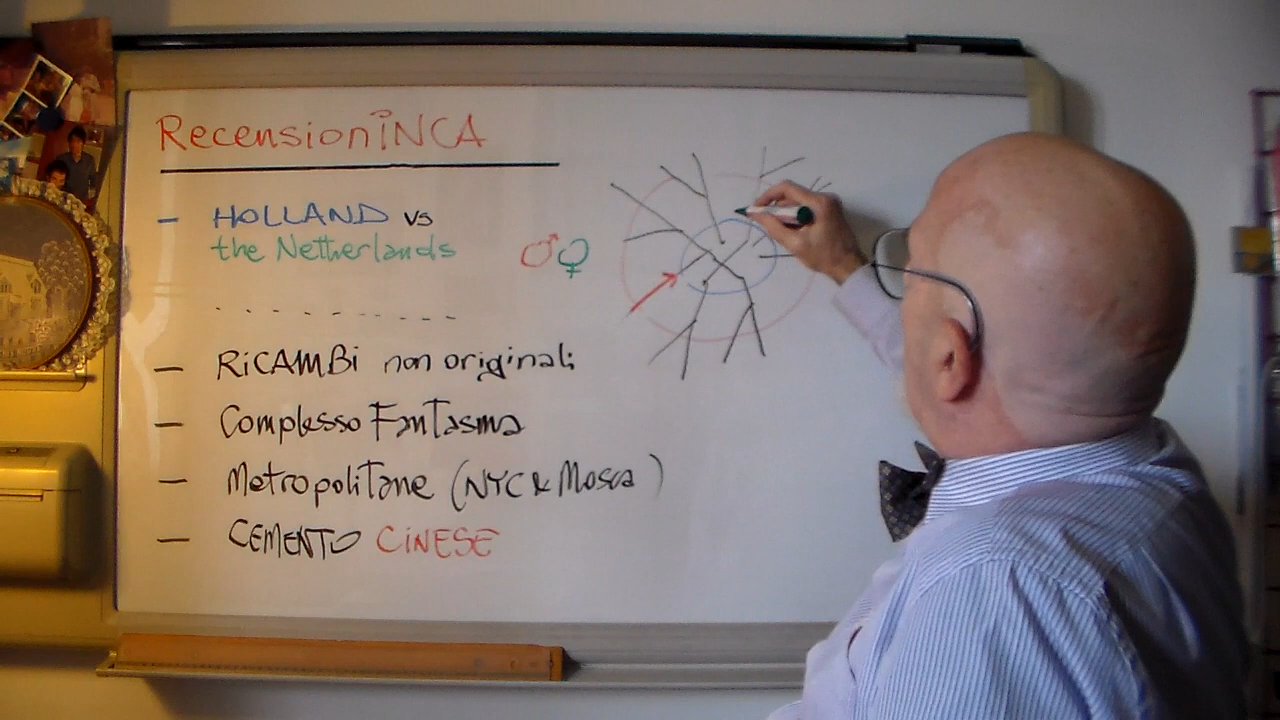 RecensionINCA
- HOLLAND vs
the Netherlands
- RiCAMBi non originali
- Complesso Fantasma
- Metropolitane (NYC & Mosca)
- CEMENTO CiNESE